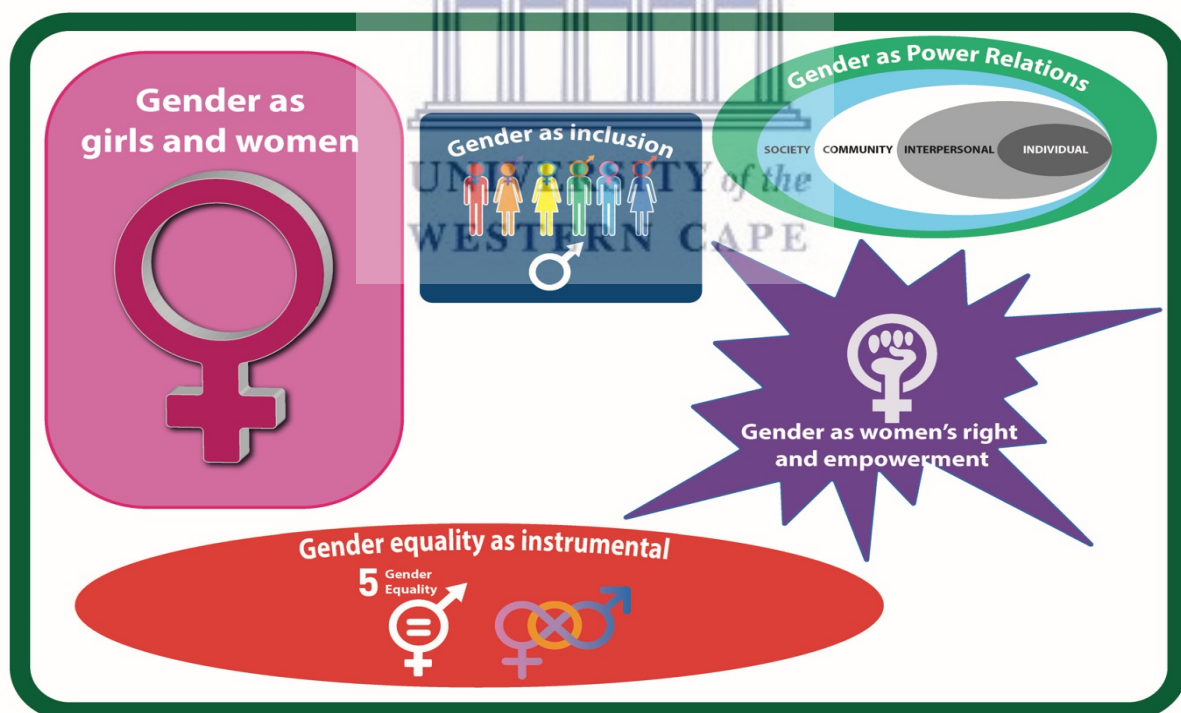 Gender as
girls and women
Gender as inclusion
UNIVERSITY of the
WESTERN CAPE
Gender as Power Relations
SOCIETY
COMMUNITY
INTERPERSONAL
INDIVIDUAL
Gender as women's right
and empowerment
Gender equality as instrumental
5 Gender
Equality